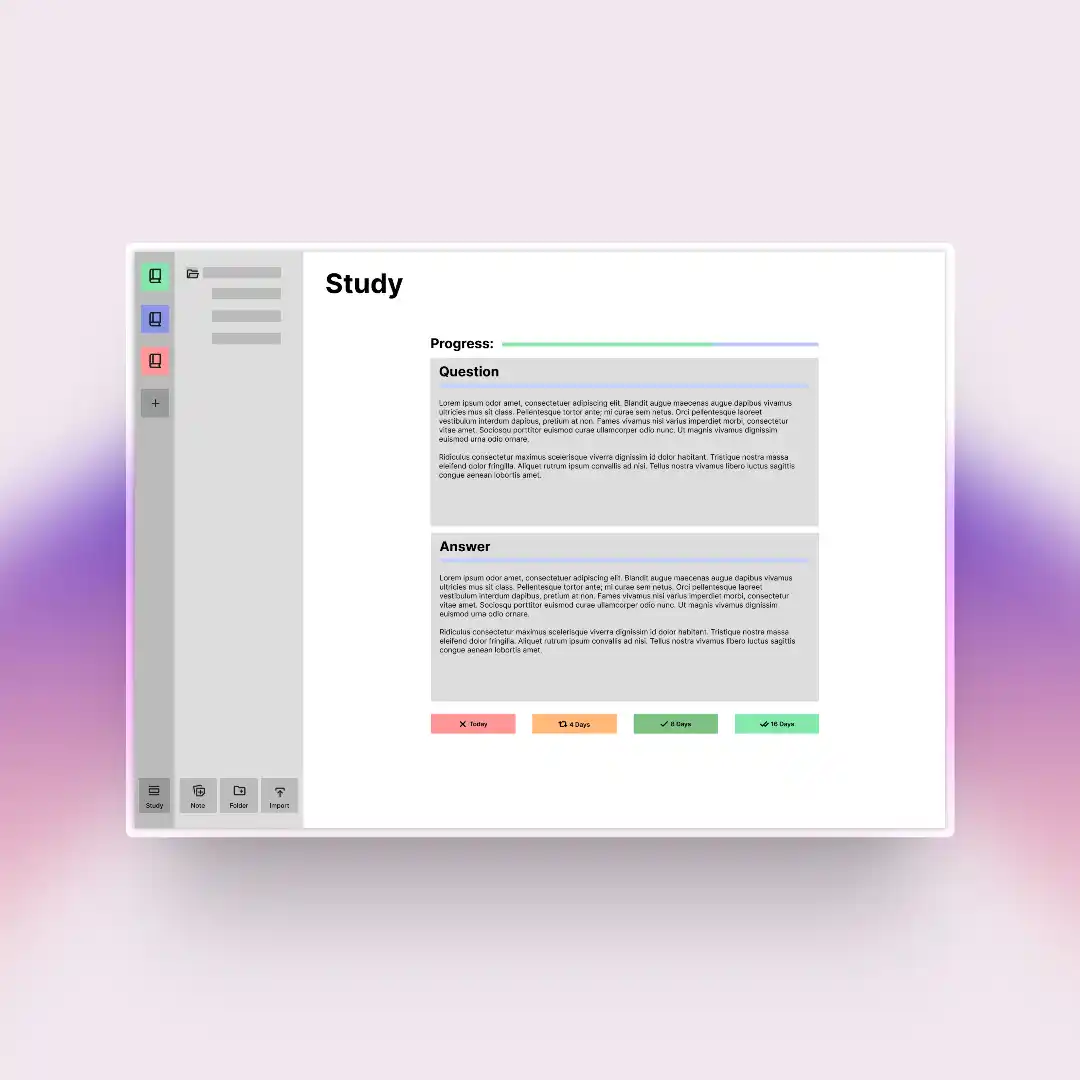 Study
Progress:
Question
Lorem ipsum odor amet, consectetuer adipiscing elit. Blandit augue maecenas augue dapibus vivamus
ultricies mus sit class. Pellentesque tortor ante; mi curae sem netus. Orci pellentesque laoreet
vestibulum interdum dapibus, pretium at non. Fames vivamus nisi varius imperdiet morbi, consectetur
vitae amet. Sociosqu porttitor euismod curae ullamcorper odio nunc. Ut magnis vivamus dignissim
euismod urna odio ornare.
Ridiculus consectetur maximus scelerisque viverra dignissim id dolor habitant. Tristique nostra massa
eleifend dolor fringilla. Aliquet rutrum ipsum convallis ad nisi. Tellus nostra vivamus libero luctus sagittis
congue aenean lobortis amet.
Answer
Lorem ipsum odor amet, consectetuer adipiscing elit. Blandit augue maecenas augue dapibus vivamus
ultricies mus sit class. Pellentesque tortor ante; mi curae sem netus. Orci pellentesque laoreet
vestibulum interdum dapibus, pretium at non. Fames vivamus nisi varius imperdiet morbi, consectetur
vitae amet. Sociosqu porttitor euismod curae ullamcorper odio nunc. Ut magnis vivamus dignissim
euismod urna odio ornare.
Ridiculus consectetur maximus scelerisque viverra dignissim id dolor habitant. Tristique nostra massa
eleifend dolor fringilla. Aliquet rutrum ipsum convallis ad nisi. Tellus nostra vivamus libero luctus sagittis
congue aenean lobortis amet.
Today
4 Days
8 Days
16 Days
Study
Note
Folder
Import